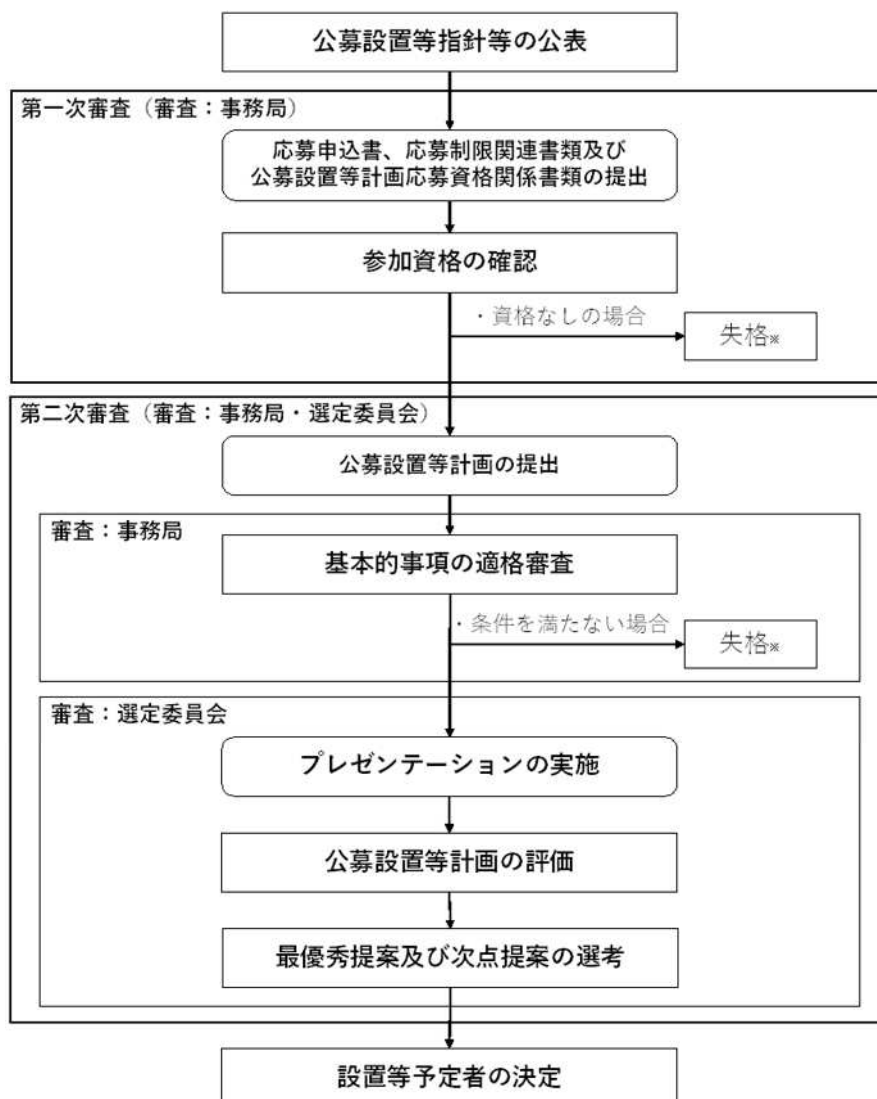 公募設置等指針等の公表
第一次審査（審査：事務局）
応募申込書、応募制限関連書類及び
公募設置等計画応募資格関係書類の提出
参加資格の確認
・資格なしの場合
失格※
第二次審査（審査：事務局・選定委員会）
公募設置等計画の提出
審査：事務局
基本的事項の適格審査
・条件を満たない場合
失格※
審査：選定委員会
プレゼンテーションの実施
公募設置等計画の評価
最優秀提案及び次点提案の選考
設置等予定者の決定